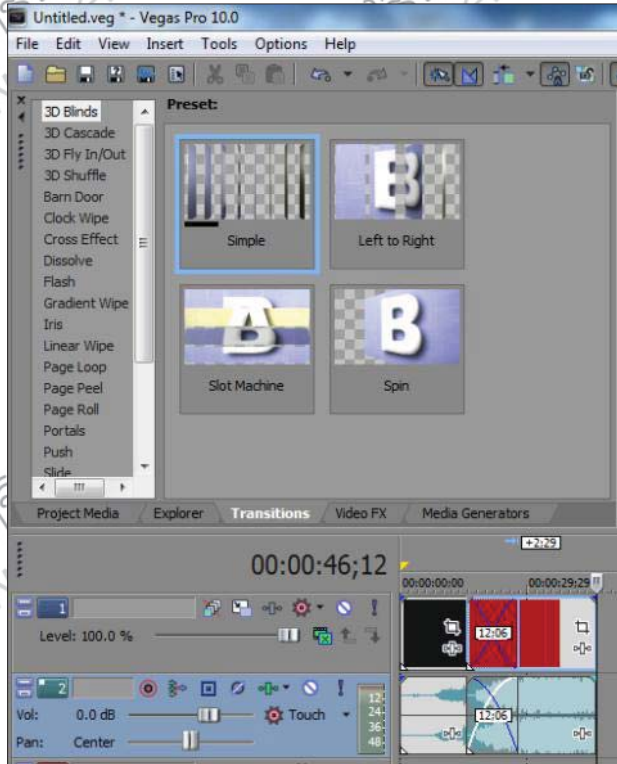 Untitled.veg * - Vegas Pro 10.0
File Edit View Insert Tools Options Help
3D Blinds
3D Cascade
3D Fly In/Out
3D Shuffle
Barn Door
Clock Wipe
Cross Effect
Dissolve
Flash
Gradient Wipe
Iris
Linear Wipe
Page Loop
Page Peel
Page Roll
Portals
Push
Slide
Preset:
B
Simple Left to Right
B B
Slot Machine Spin
Project Media Explorer Transitions Video FX Media Generators
+2;29
00:00:46;12
00:00:00;00 00:00:29;29
1
Level: 100.0 %
12;06
2
Vol: 0.0 dB Touch
12
24
36
48
12;06
Pan: Center